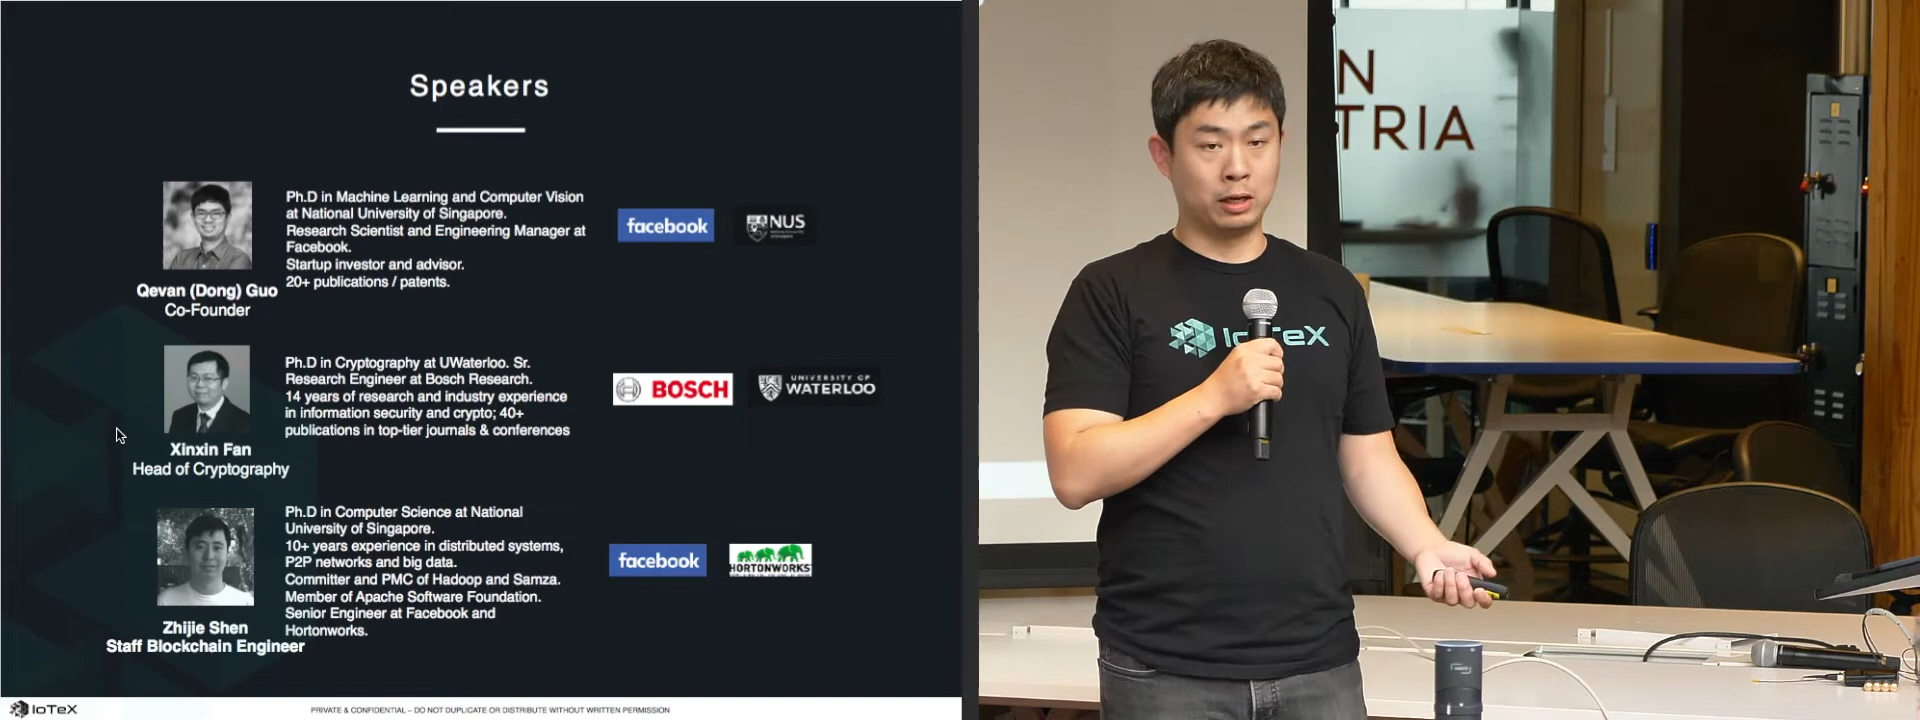 Speakers
Ph.D in Machine Learning and Computer Vision
at National University of Singapore.
Research Scientist and Engineering Manager at
Facebook.
Startup investor and advisor.
20+ publications / patents.
facebook
NUS
Qevan (Dong) Guo
Co-Founder
Ph.D in Cryptography at UWaterloo. Sr.
Research Engineer at Bosch Research.
14 years of research and industry experience
in information security and crypto; 40+
publications in top-tier journals & conferences
BOSCH
UNIVERSITY OF
WATERLOO
Xinxin Fan
Head of Cryptography
Ph.D in Computer Science at National
University of Singapore.
10+ years experience in distributed systems,
P2P networks and big data.
Committer and PMC of Hadoop and Samza.
Member of Apache Software Foundation.
Senior Engineer at Facebook and
Hortonworks.
facebook
HORTONWORKS
Zhijie Shen
Staff Blockchain Engineer
IoTeX
PRIVATE & CONFIDENTIAL – DO NOT DUPLICATE OR DISTRIBUTE WITHOUT WRITTEN PERMISSION
N
TRIA
IoTeX